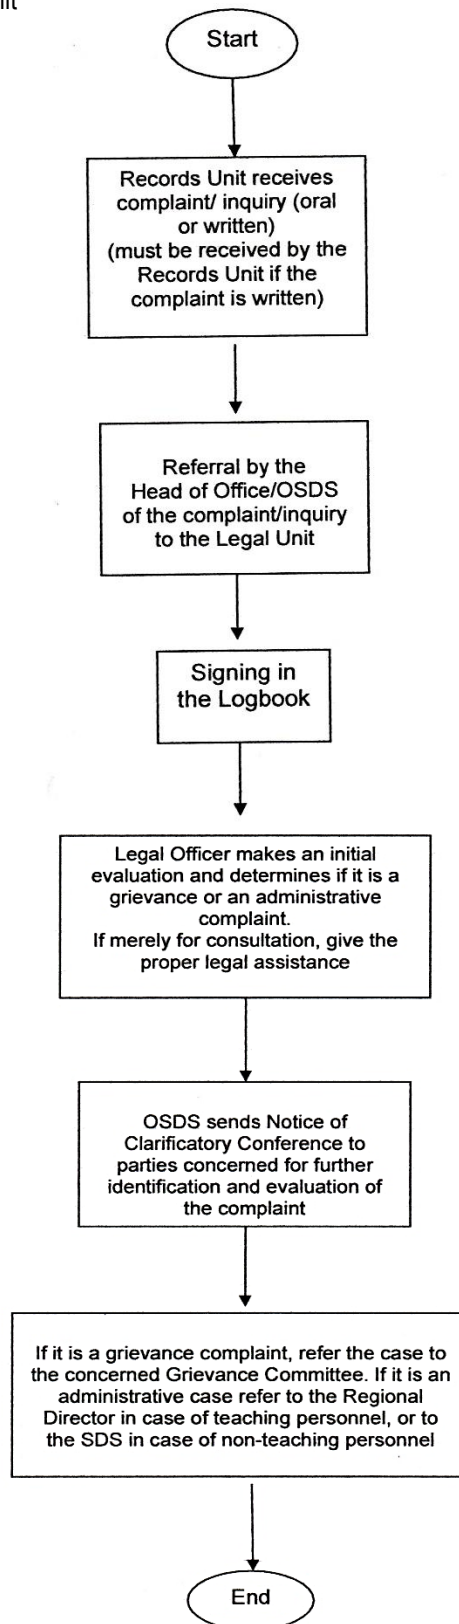 Start
Records Unit receives
complaint/ inquiry (oral
or written)
(must be received by the
Records Unit if the
complaint is written)
Referral by the
Head of Office/OSDS
of the complaint/inquiry
to the Legal Unit
Signing in
the Logbook
Legal Officer makes an initial
evaluation and determines if it is a
grievance or an administrative
complaint.
If merely for consultation, give the
proper legal assistance
OSDS sends Notice of
Clarificatory Conference to
parties concerned for further
identification and evaluation of
the complaint
If it is a grievance complaint, refer the case to
the concerned Grievance Committee. If it is an
administrative case refer to the Regional
Director in case of teaching personnel, or to
the SDS in case of non-teaching personnel
End